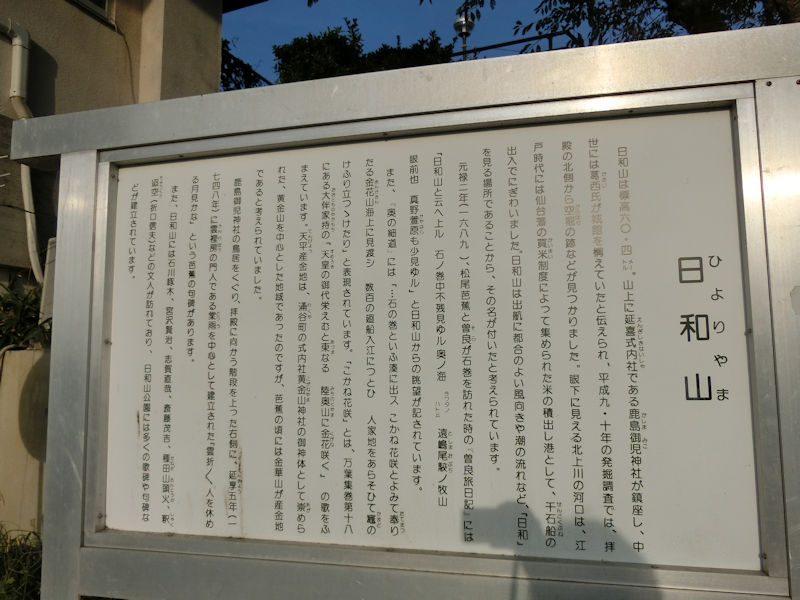 日和山
ひよりやま
日和山は標高六〇・四㍍。山上に延喜式内社である鹿島御児神社が鎮座し、中
世には葛西氏が城館を構えていたと伝えられ、平成九・十年の発掘調査では、拝
殿の北側から空堀の跡などが見つかりました。眼下に見える北上川の河口は、江
戸時代には仙台藩の買米制度によって集められた米の積出し港として、千石船の
出入でにぎわいました。日和山は出航に都合のよい風向きや潮の流れなど、「日和」
を見る場所であることから、その名が付いたと考えられています。
元禄二年(一六八九)、松尾芭蕉と曽良が石巻を訪れた時の『曽良旅日記』には
「日和山と云へ上ル 石ノ巻中不残見ゆル奥ノ海 遠嶋尾駮ノ牧山
眼前也 真野萱原も少見ゆル」と日和山からの眺望が記されています。
また、『奥の細道』には「…石の巻といふ湊に出ス こかね花咲とよみて奉り
たる金花山海上に見渡シ 数百の廻船入江につとひ 人家地をあらそひて竈の
けふり立つゝけたり」と表現されています。「こかね花咲」とは、万葉集巻第十八
にある大伴家持の「天皇の御代栄えむと東なる 陸奥山に金花咲く」の歌をふ
まえています。天平産金地は、涌谷町の式内社黄金山神社の御神体として崇めら
れた、黄金山を中心とした地域であったのですが、芭蕉の頃には金華山が産金地
であると考えられていました。
鹿島御児神社の鳥居をくぐり、拝殿に向かう階段を上った右側に、延享五年(一
七四八年)に雲裡房の門人である葉雨を中心として建立された「雲折〱人を休め
る月見かな」という芭蕉の句碑があります。
また、日和山には石川啄木、宮沢賢治、志賀直哉、斎藤茂吉、種田山頭火、釈
迢空(折口信夫)などの文人が訪れており、日和山公園には多くの歌碑や句碑な
どが建立されています。